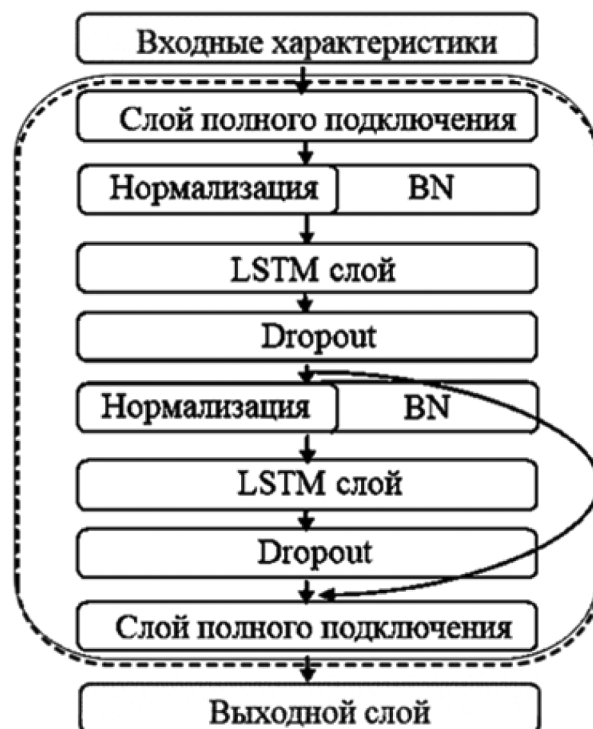 Входные характеристики
Слой полного подключения
Нормализация BN
LSTM слой
Dropout
Нормализация BN
LSTM слой
Dropout
Слой полного подключения
Выходной слой